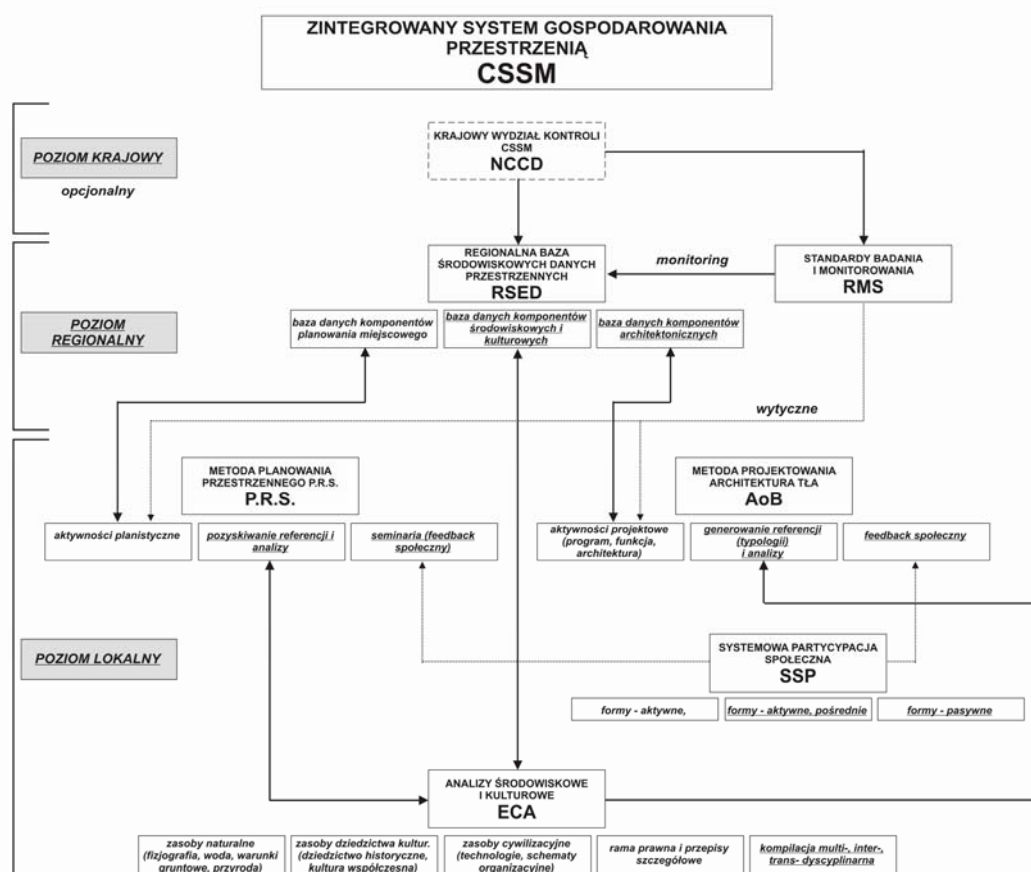 ZINTEGROWANY SYSTEM GOSPODAROWANIA
PRZESTRZENIĄ
CSSM
KRAJOWY WYDZIAŁ KONTROLI
CSSM
NCCD
POZIOM KRAJOWY
opcjonalny
REGIONALNA BAZA
ŚRODOWISKOWYCH DANYCH
PRZESTRZENNYCH
RSED
monitoring
STANDARDY BADANIA
I MONITOROWANIA
RMS
POZIOM
REGIONALNY
baza danych komponentów
planowania miejscowego
baza danych komponentów
środowiskowych i
kulturowych
baza danych komponentów
architektonicznych
wytyczne
METODA PLANOWANIA
PRZESTRZENNEGO P.R.S.
P.R.S.
METODA PROJEKTOWANIA
ARCHITEKTURA TŁA
AoB
aktywności planistyczne
pozyskiwanie referencji i
analizy
seminaria (feedback
społeczny)
aktywności projektowe
(program, funkcja,
architektura)
generowanie referencji
(typologii)
i analizy
feedback społeczny
POZIOM LOKALNY
SYSTEMOWA PARTYCYPACJA
SPOŁECZNA
SSP
formy - aktywne,
formy - aktywne, pośrednie
formy - pasywne
ANALIZY ŚRODOWISKOWE
I KULTUROWE
ECA
zasoby naturalne
(fizjografia, woda, warunki
gruntowe, przyroda)
zasoby dziedzictwa kultur.
(dziedzictwo historyczne,
kultura współczesna)
zasoby cywilizacyjne
(technologie, schematy
organizacyjne)
rama prawna i przepisy
szczegółowe
kompilacja multi-, inter-,
trans- dyscyplinarna